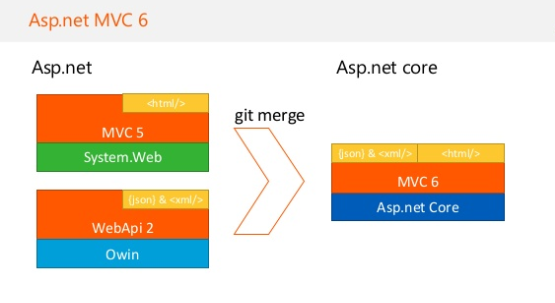 Asp.net MVC 6
Asp.net
Asp.net core
<html/>
MVC 5
System.Web
git merge
{json} & <xml/>
WebApi 2
Owin
{json} & <xml/>
<html/>
MVC 6
Asp.net Core